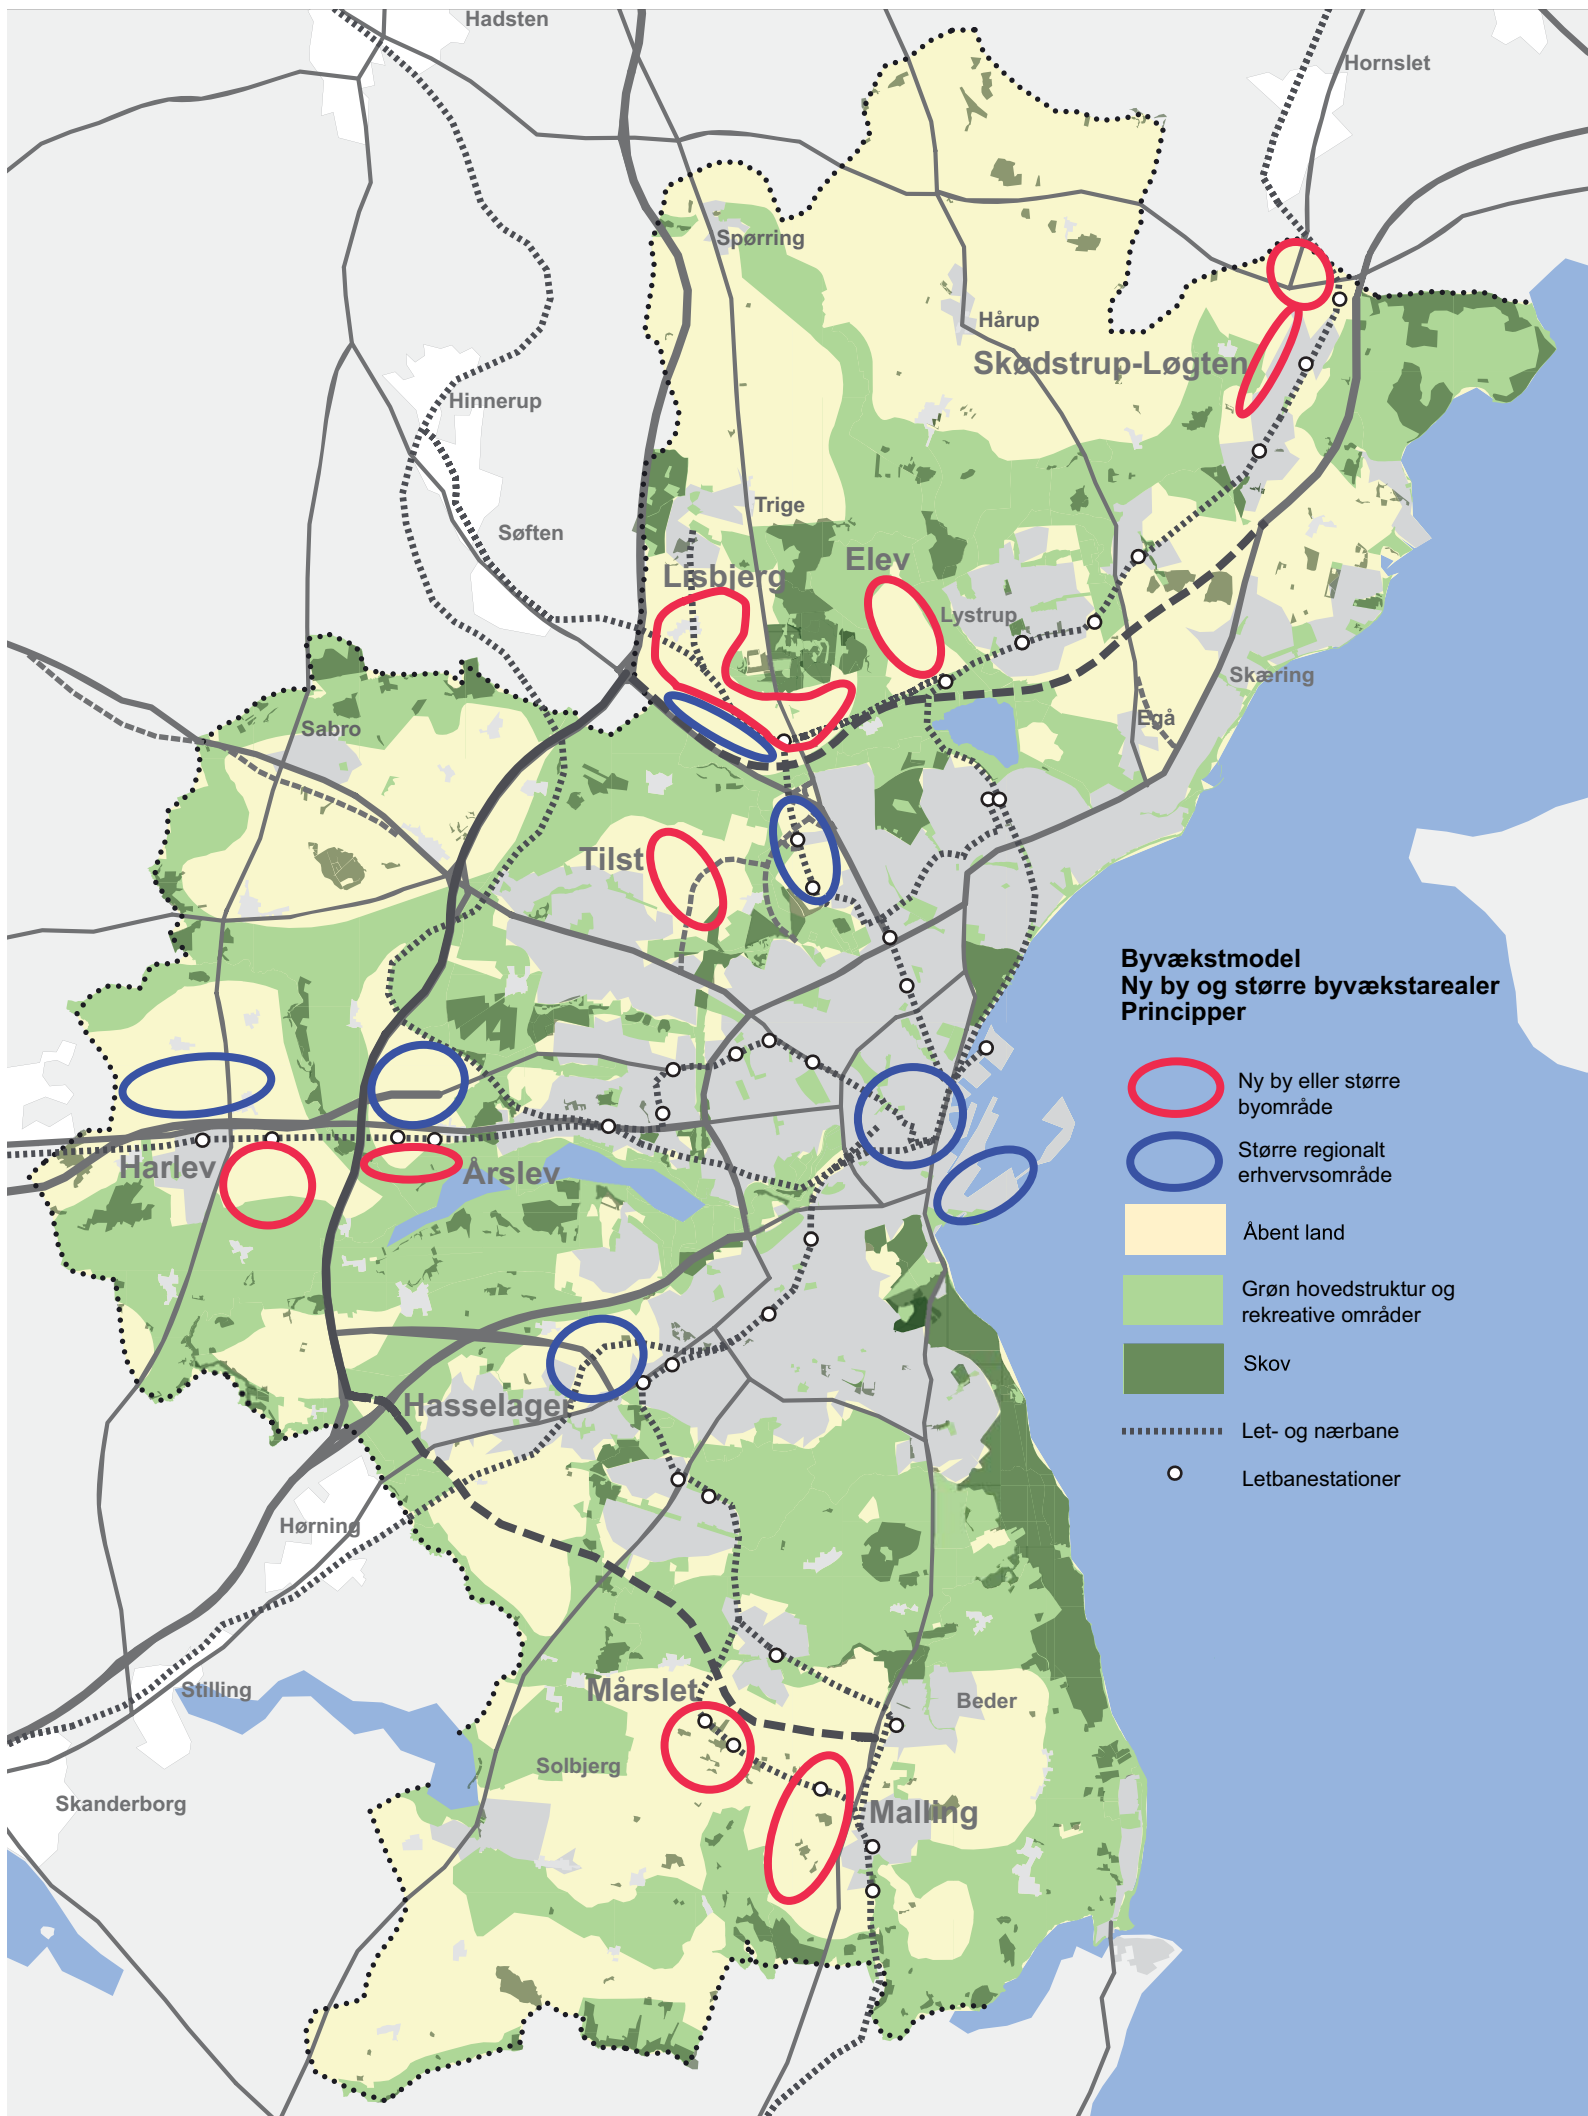 Hadsten
Hornslet
Spørring
Hårup
Skødstrup-Løgten
Hinnerup
Trige
Søften
Elev
Lisbjerg
Lystrup
Skæring
Egå
Sabro
Tilst
Byvækstmodel
Ny by og større byvækstarealer
Principper
Ny by eller større
byområde
Større regionalt
erhvervsområde
Åbent land
Grøn hovedstruktur og
rekreative områder
Skov
Let- og nærbane
Letbanestationer
Harlev
Årslev
Hasselager
Hørning
Mårslet
Stilling
Beder
Solbjerg
Skanderborg
Malling